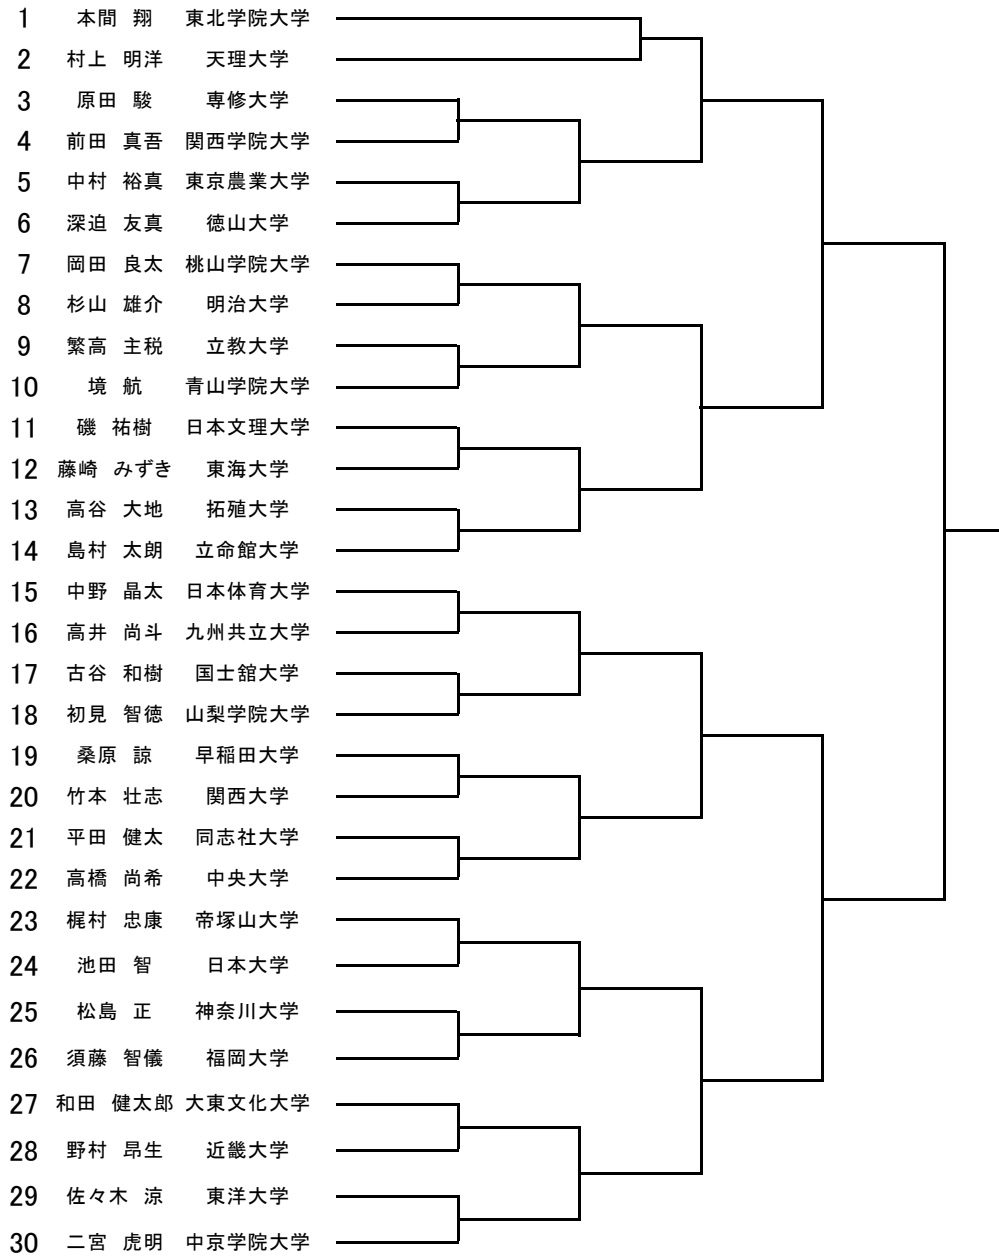 1 本間 翔 東北学院大学
2 村上 明洋 天理大学
3 原田 駿 専修大学
4 前田 真吾 関西学院大学
5 中村 裕真 東京農業大学
6 深迫 友真 徳山大学
7 岡田 良太 桃山学院大学
8 杉山 雄介 明治大学
9 繁高 主税 立教大学
10 境 航 青山学院大学
11 磯 祐樹 日本文理大学
12 藤崎 みずき 東海大学
13 高谷 大地 拓殖大学
14 島村 太朗 立命館大学
15 中野 晶太 日本体育大学
16 高井 尚斗 九州共立大学
17 古谷 和樹 国士舘大学
18 初見 智徳 山梨学院大学
19 桑原 諒 早稲田大学
20 竹本 壮志 関西大学
21 平田 健太 同志社大学
22 高橋 尚希 中央大学
23 梶村 忠康 帝塚山大学
24 池田 智 日本大学
25 松島 正 神奈川大学
26 須藤 智儀 福岡大学
27 和田 健太郎 大東文化大学
28 野村 昂生 近畿大学
29 佐々木 涼 東洋大学
30 二宮 虎明 中京学院大学